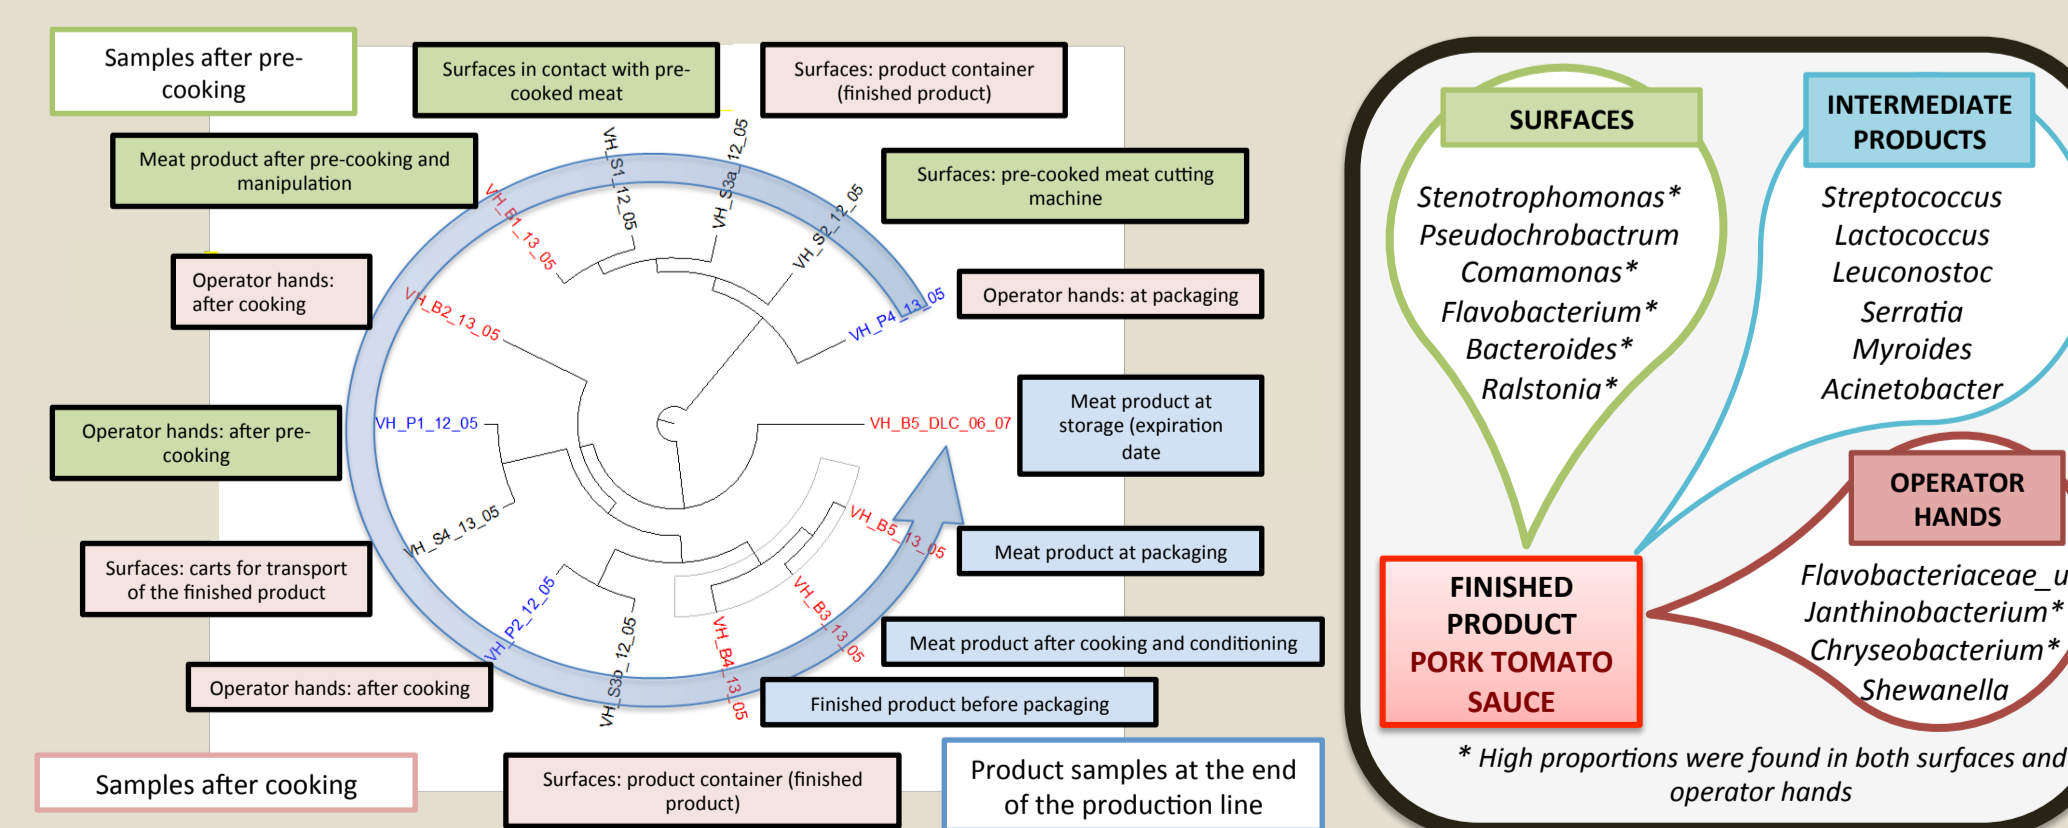 Samples after pre-
cooking
Surfaces in contact with pre-
cooked meat
Surfaces: product container
(finished product)
Meat product after pre-cooking and
manipulation
Surfaces: pre-cooked meat cutting
machine
Operator hands:
after cooking
Operator hands: at packaging
Operator hands: after pre-
cooking
Meat product at
storage (expiration
date
Surfaces: carts for transport
of the finished product
Meat product at packaging
Meat product after cooking and conditioning
Operator hands: after cooking
Finished product before packaging
Samples after cooking
Surfaces: product container (finished
product)
Product samples at the end
of the production line
VH_B1_13_05
VH_S1_12_05
VH_S3a_12_05
VH_S2_12_05
VH_P4_13_05
VH_B2_13_05
VH_P1_12_05
VH_B5_DLC_06_07
VH_S4_13_05
VH_B5_13_05
VH_P2_12_05
VH_S3b_12_05
VH_B4_13_05
VH_B3_13_05
SURFACES
Stenotrophomonas*
Pseudochrobactrum
Comamonas*
Flavobacterium*
Bacteroides*
Ralstonia*
INTERMEDIATE
PRODUCTS
Streptococcus
Lactococcus
Leuconostoc
Serratia
Myroides
Acinetobacter
OPERATOR
HANDS
Flavobacteriaceae_u
Janthinobacterium*
Chryseobacterium*
Shewanella
FINISHED
PRODUCT
PORK TOMATO
SAUCE
* High proportions were found in both surfaces and
operator hands